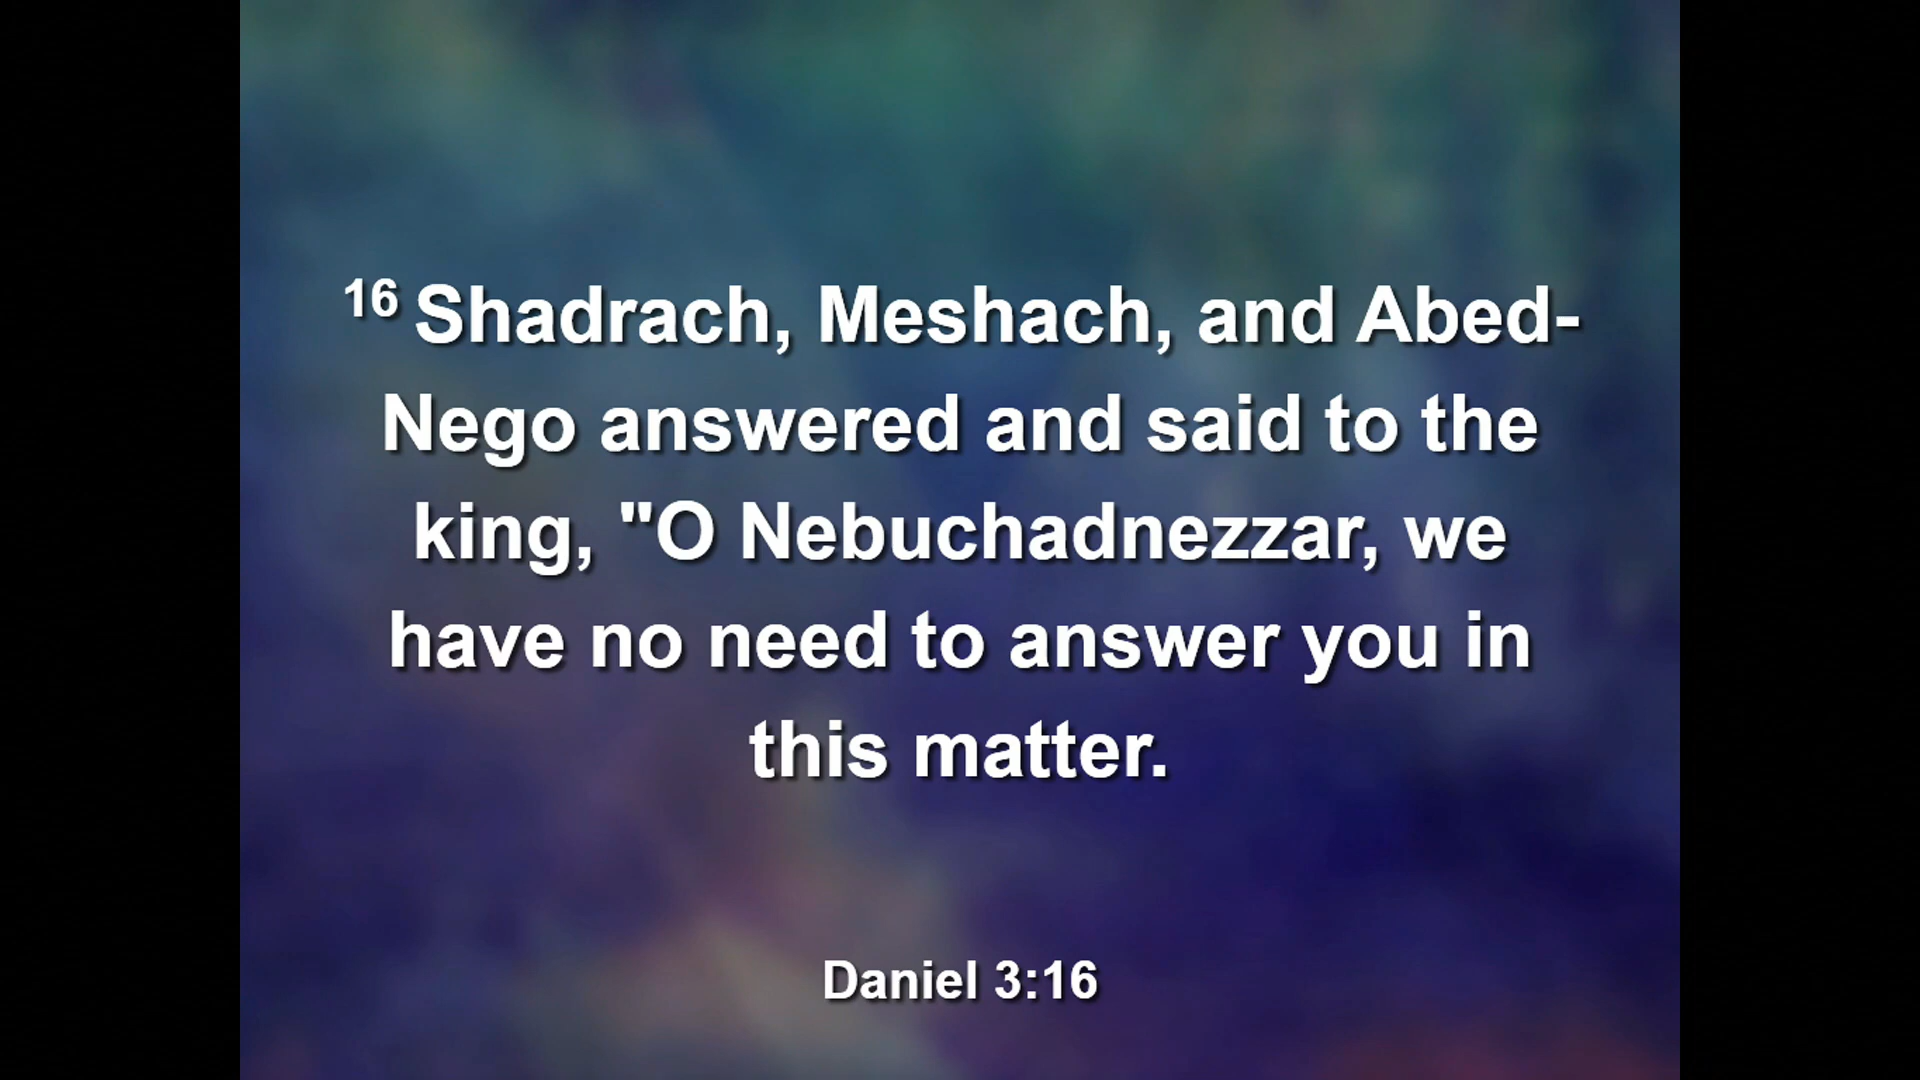 16 Shadrach, Meshach, and Abed-
Nego answered and said to the
king, "O Nebuchadnezzar, we
have no need to answer you in
this matter.
Daniel 3:16